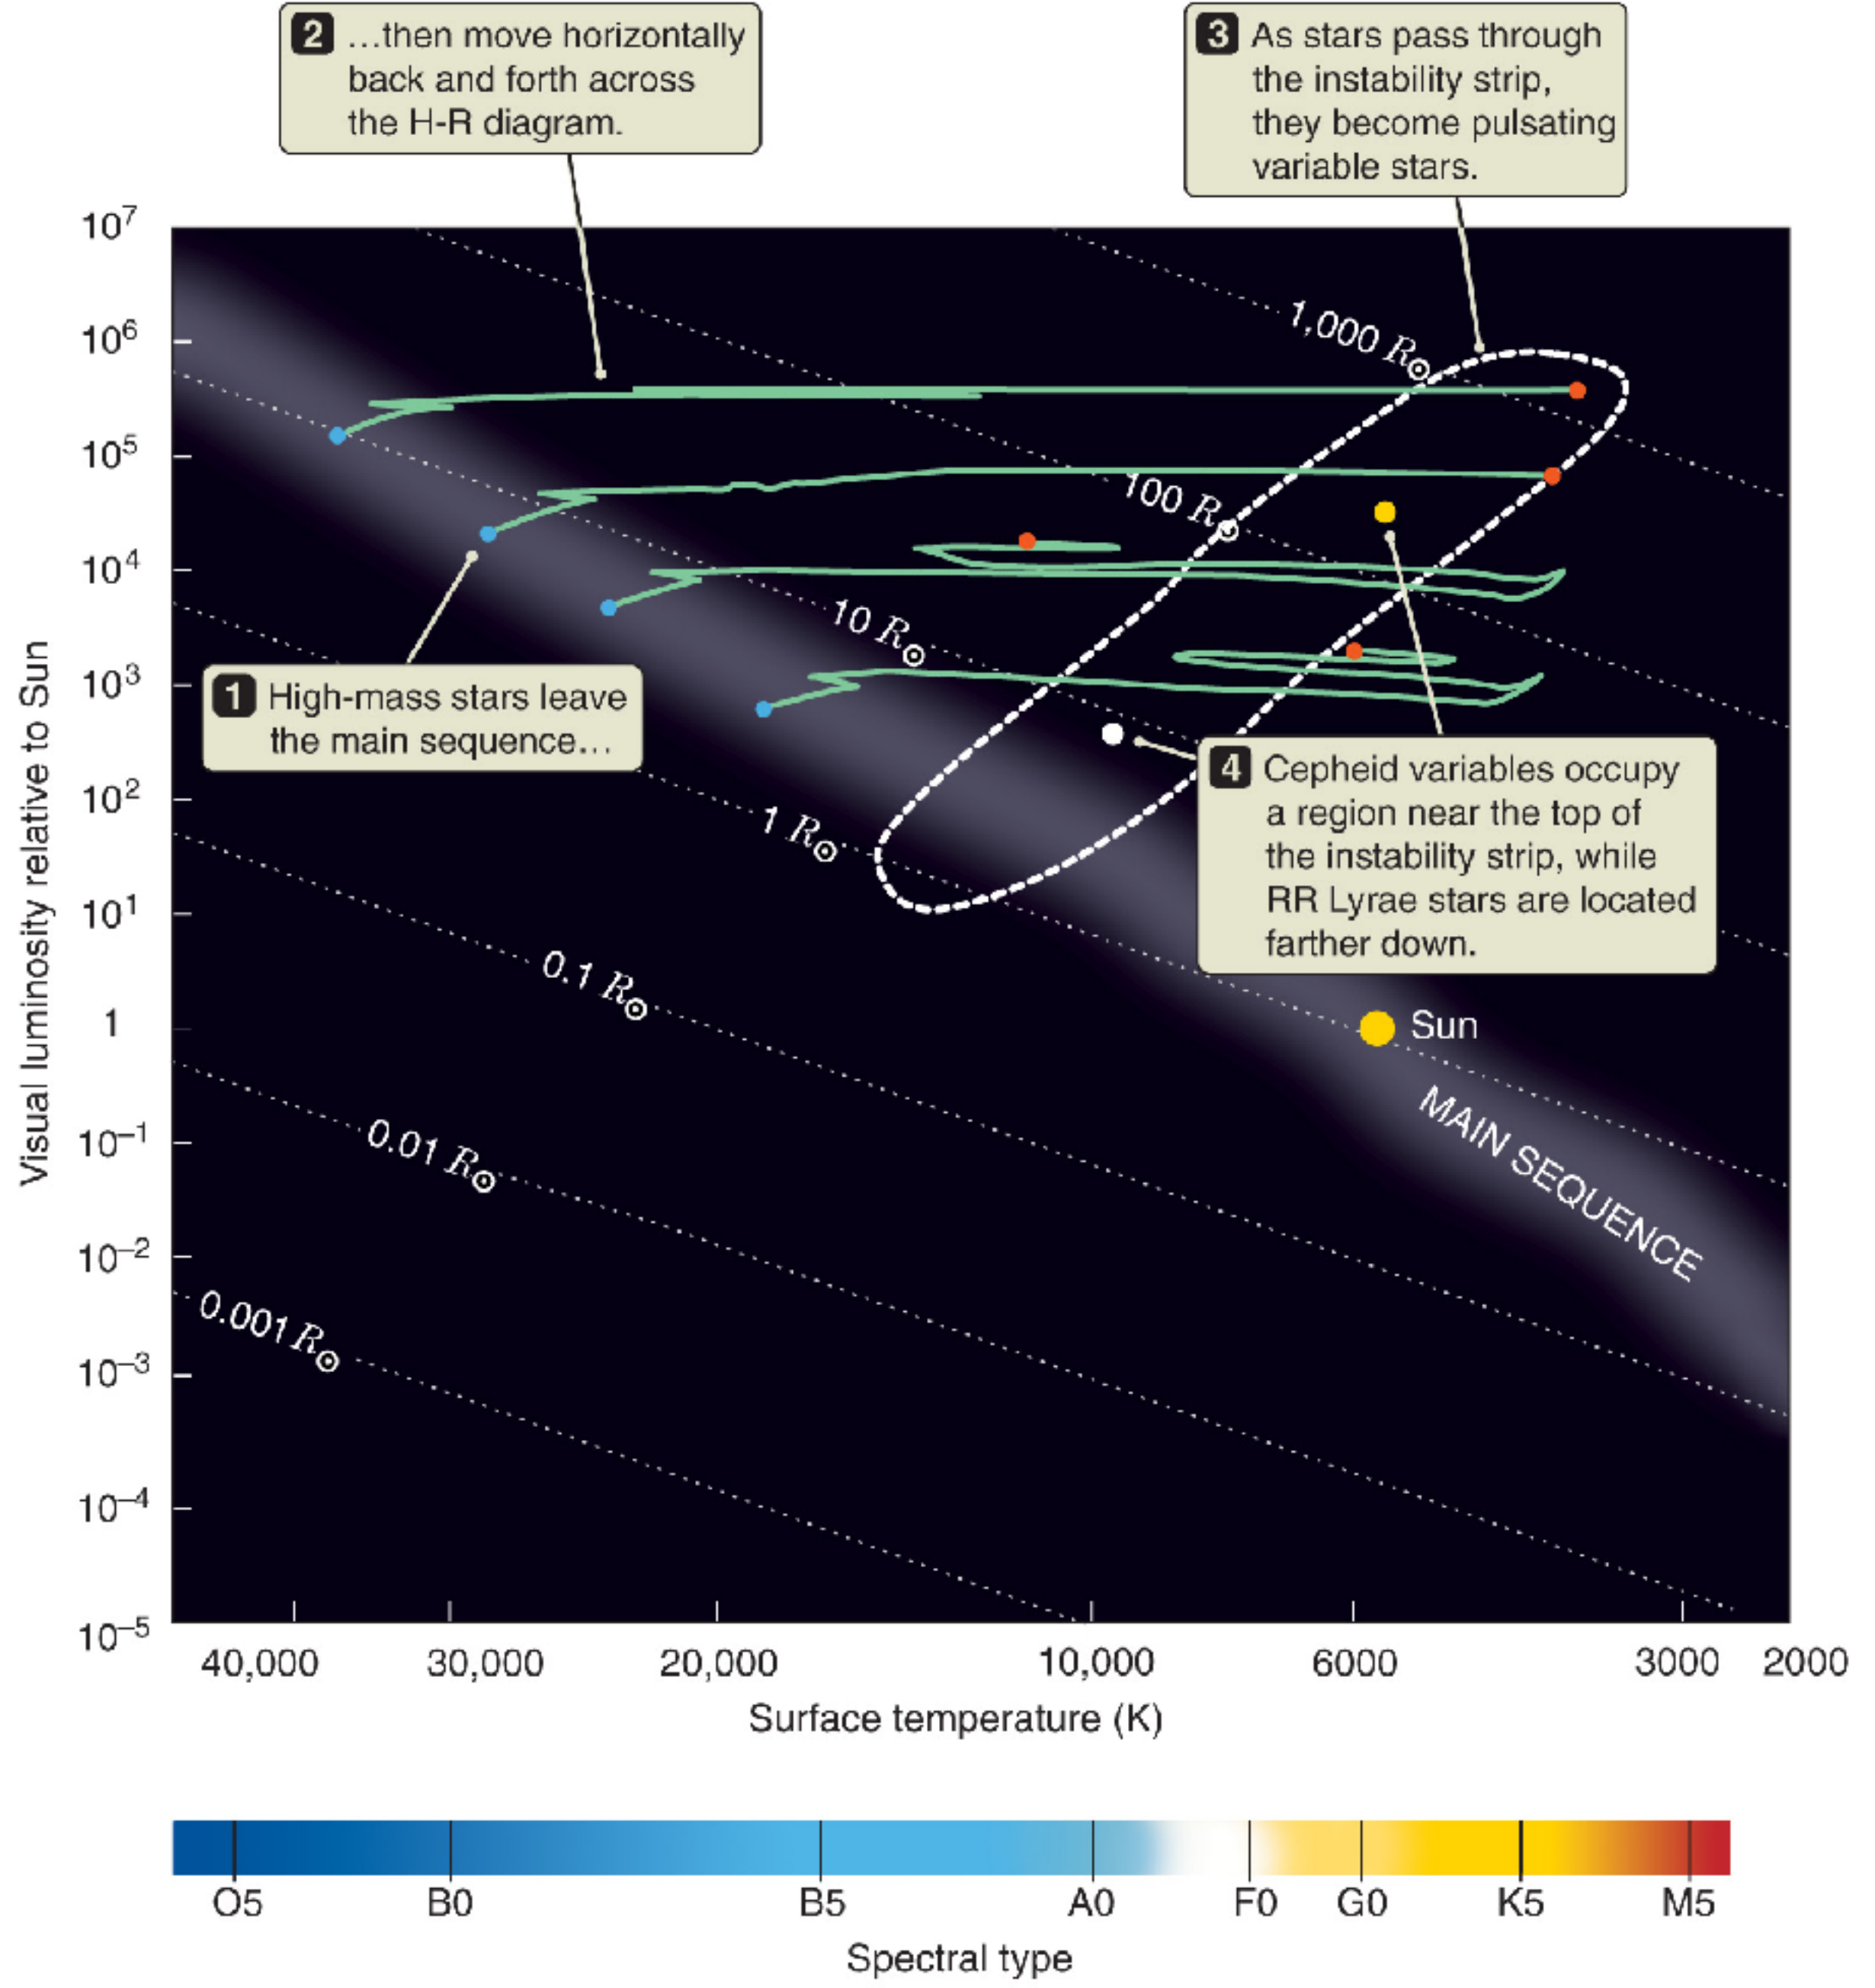 2 …then move horizontally
back and forth across
the H-R diagram.
3 As stars pass through
the instability strip,
they become pulsating
variable stars.
Visual luminosity relative to Sun
10⁷
10⁶
10⁵
10⁴
10³
10²
10¹
1
10⁻¹
10⁻²
10⁻³
10⁻⁴
10⁻⁵
1,000 R⊙
100 R⊙
10 R⊙
1 R⊙
0.1 R⊙
0.01 R⊙
0.001 R⊙
1 High-mass stars leave
the main sequence…
4 Cepheid variables occupy
a region near the top of
the instability strip, while
RR Lyrae stars are located
farther down.
Sun
MAIN SEQUENCE
40,000 30,000 20,000 10,000 6000 3000 2000
Surface temperature (K)
O5 B0 B5 A0 F0 G0 K5 M5
Spectral type